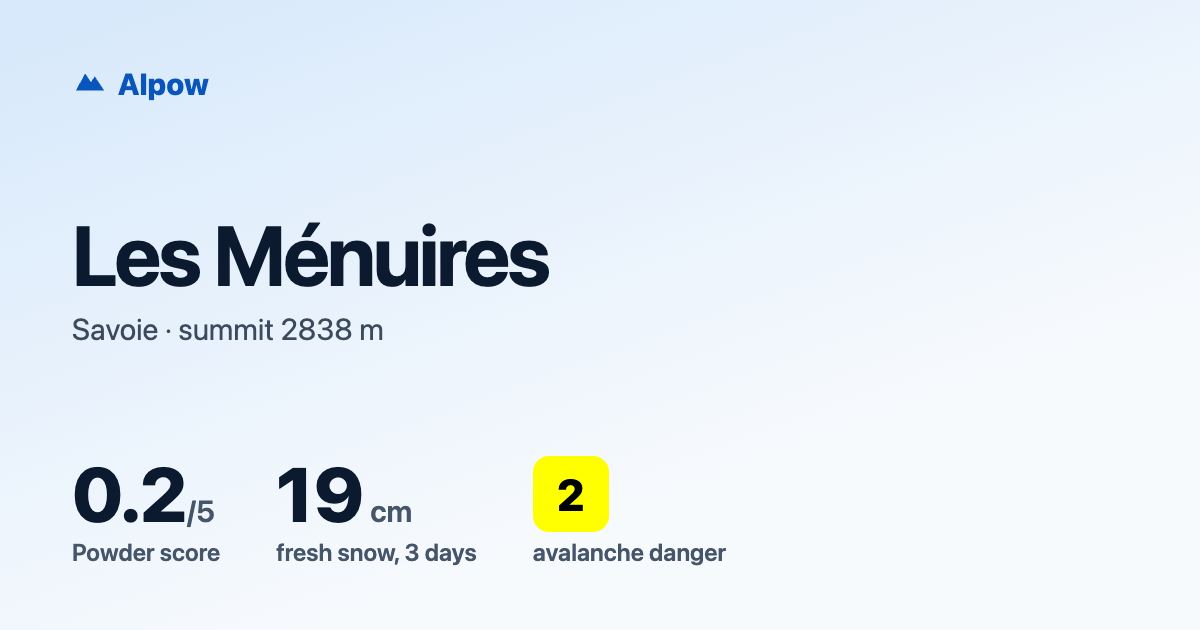 Alpow
Les Ménuires
Savoie · summit 2838 m
0.2/5
Powder score
19 cm
fresh snow, 3 days
2
avalanche danger